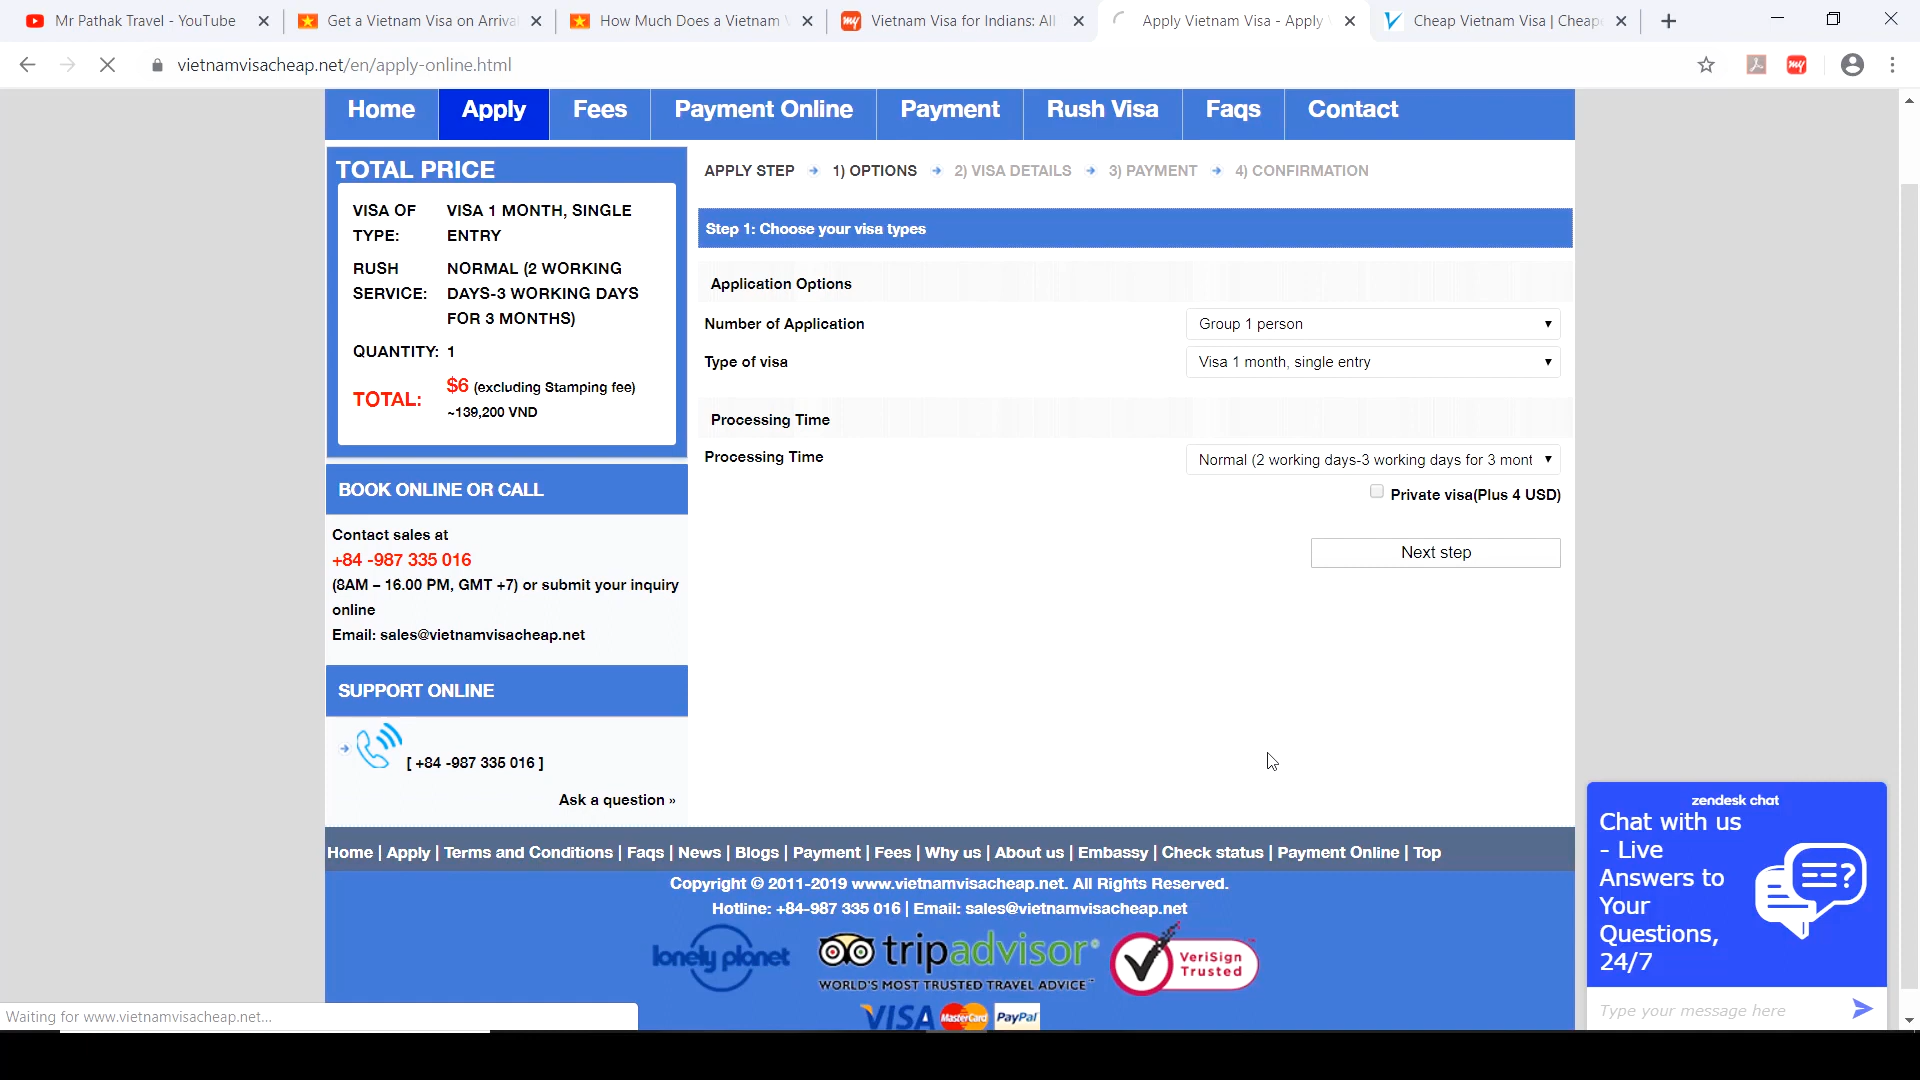 Mr Pathak Travel - YouTube
Get a Vietnam Visa on Arriva
How Much Does a Vietnam V
Vietnam Visa for Indians: All
Apply Vietnam Visa - Apply
Cheap Vietnam Visa | Cheap
vietnamvisacheap.net/en/apply-online.html
Home
Apply
Fees
Payment Online
Payment
Rush Visa
Faqs
Contact
TOTAL PRICE
VISA OF TYPE: VISA 1 MONTH, SINGLE ENTRY
RUSH SERVICE: NORMAL (2 WORKING DAYS-3 WORKING DAYS FOR 3 MONTHS)
QUANTITY: 1
TOTAL: $6 (excluding Stamping fee)
~139,200 VND
BOOK ONLINE OR CALL
Contact sales at
+84 -987 335 016
(8AM – 16.00 PM, GMT +7) or submit your inquiry
online
Email: sales@vietnamvisacheap.net
SUPPORT ONLINE
[ +84 -987 335 016 ]
Ask a question »
APPLY STEP 1) OPTIONS 2) VISA DETAILS 3) PAYMENT 4) CONFIRMATION
Step 1: Choose your visa types
Application Options
Number of Application Group 1 person
Type of visa Visa 1 month, single entry
Processing Time
Processing Time Normal (2 working days-3 working days for 3 mont
Private visa(Plus 4 USD)
Next step
Home | Apply | Terms and Conditions | Faqs | News | Blogs | Payment | Fees | Why us | About us | Embassy | Check status | Payment Online | Top
Copyright © 2011-2019 www.vietnamvisacheap.net. All Rights Reserved.
Hotline: +84-987 335 016 | Email: sales@vietnamvisacheap.net
lonely planet
tripadvisor®
WORLD'S MOST TRUSTED TRAVEL ADVICE™
VeriSign
Trusted
VISA MasterCard PayPal
zendesk chat
Chat with us
- Live
Answers to
Your
Questions,
24/7
Type your message here
Waiting for www.vietnamvisacheap.net...